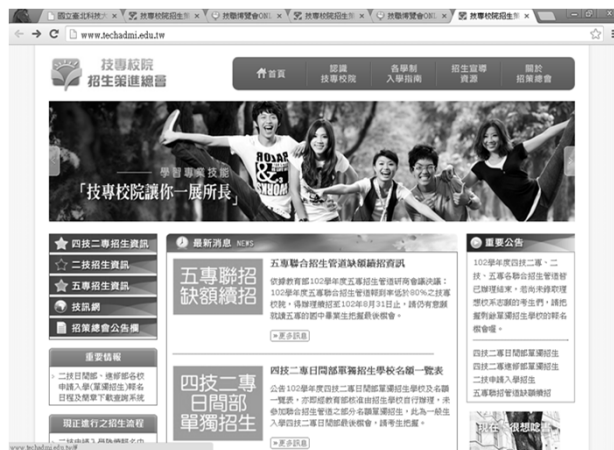 國立臺北科技大
技專校院招生策
技職博覽會ONL
技專校院招生策
技職博覽會ONL
技專校院招生策
www.techadmi.edu.tw
技專校院
招生策進總會
首頁
認識
技專校院
各學制
入學指南
招生宣導
資源
關於
招策總會
學習專業技能
「技專校院讓你一展所長」
四技二專招生資訊
二技招生資訊
五專招生資訊
技訊網
招策總會公告欄
重要情報
二技日間部、進修部各校
申請入學(單獨招生)報名
日程及簡章下載查詢系統
現正進行之招生流程
最新消息 NEWS
五專聯招
缺額續招
五專聯合招生管道缺額續招資訊
依據教育部102學年度五專招生管道研商會議決議:
102學年度五專聯合招生管道報到率低於80%之技專
校院,得辦理續招至102年8月31日止,請仍有意願
就讀五專的國中畢業生把握最後機會。
更多訊息
四技二專
日間部
單獨招生
四技二專日間部單獨招生學校名額一覽表
公告102學年度四技二專日間部單獨招生學校及名額
一覽表,亦即經教育部核准由招生學校自行辦理,未
參加聯合招生管道之部分名額單獨招生,此為一般生
入學四技二專日間部最後機會,請考生把握。
更多訊息
重要公告
102學年度四技二專、二
技、五專各聯合招生管道皆
已辦理結束,若尚未錄取理
想校系志願的考生們,請把
握剩餘單獨招生學校的報名
機會喔。
四技二專日間部單獨招生
四技二專進修部單獨招生
二技申請入學招生
五專聯招管道缺額續招
www.techadmi.edu.tw/#